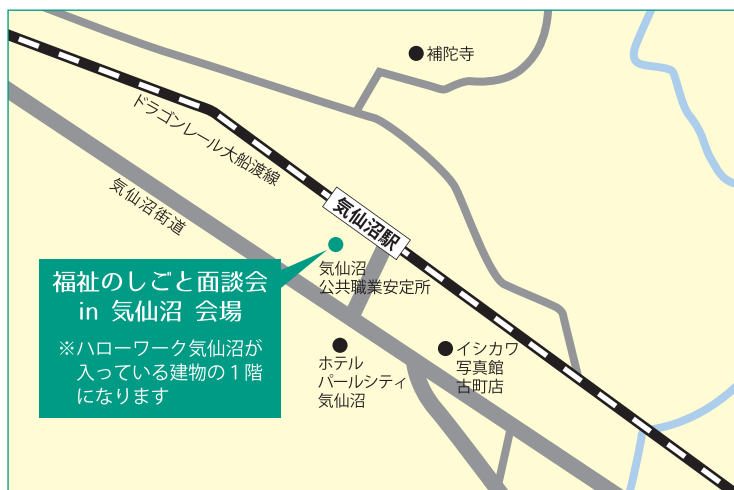 補陀寺
ドラゴンレール大船渡線
気仙沼街道
気仙沼駅
気仙沼
公共職業安定所
福祉のしごと面談会
in 気仙沼 会場
※ハローワーク気仙沼が
入っている建物の1階
になります
ホテル
パールシティ
気仙沼
イシカワ
写真館
古町店